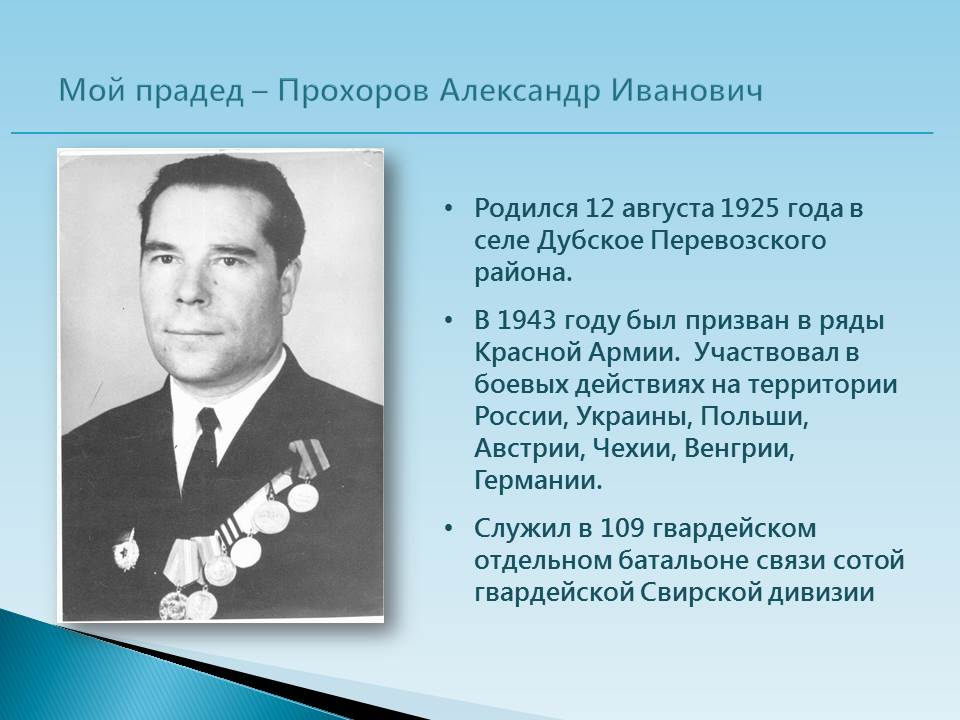 Мой прадед – Прохоров Александр Иванович
• Родился 12 августа 1925 года в
селе Дубское Перевозского
района.
• В 1943 году был призван в ряды
Красной Армии. Участвовал в
боевых действиях на территории
России, Украины, Польши,
Австрии, Чехии, Венгрии,
Германии.
• Служил в 109 гвардейском
отдельном батальоне связи сотой
гвардейской Свирской дивизии